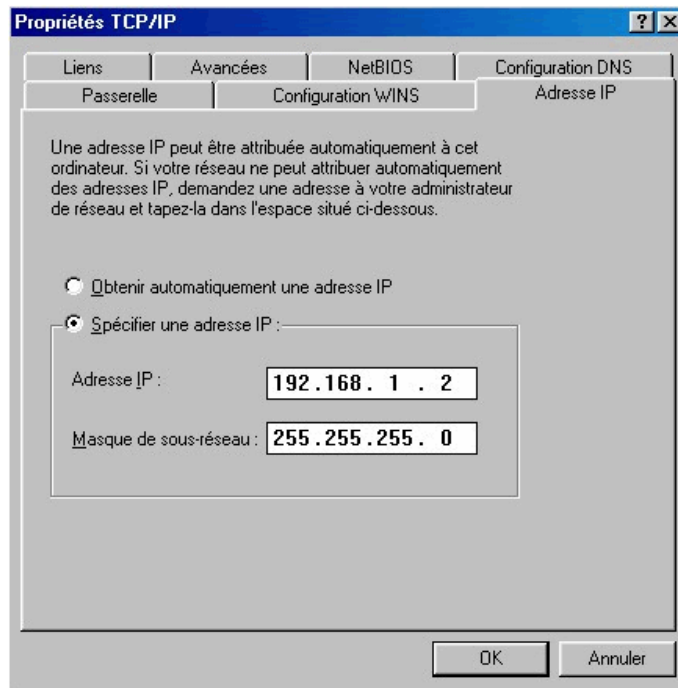 Propriétés TCP/IP
Liens Avancées NetBIOS Configuration DNS
Passerelle Configuration WINS Adresse IP
Une adresse IP peut être attribuée automatiquement à cet
ordinateur. Si votre réseau ne peut attribuer automatiquement
des adresses IP, demandez une adresse à votre administrateur
de réseau et tapez-la dans l'espace situé ci-dessous.
Obtenir automatiquement une adresse IP
Spécifier une adresse IP :
Adresse IP : 192.168. 1 . 2
Masque de sous-réseau : 255.255.255. 0
OK Annuler